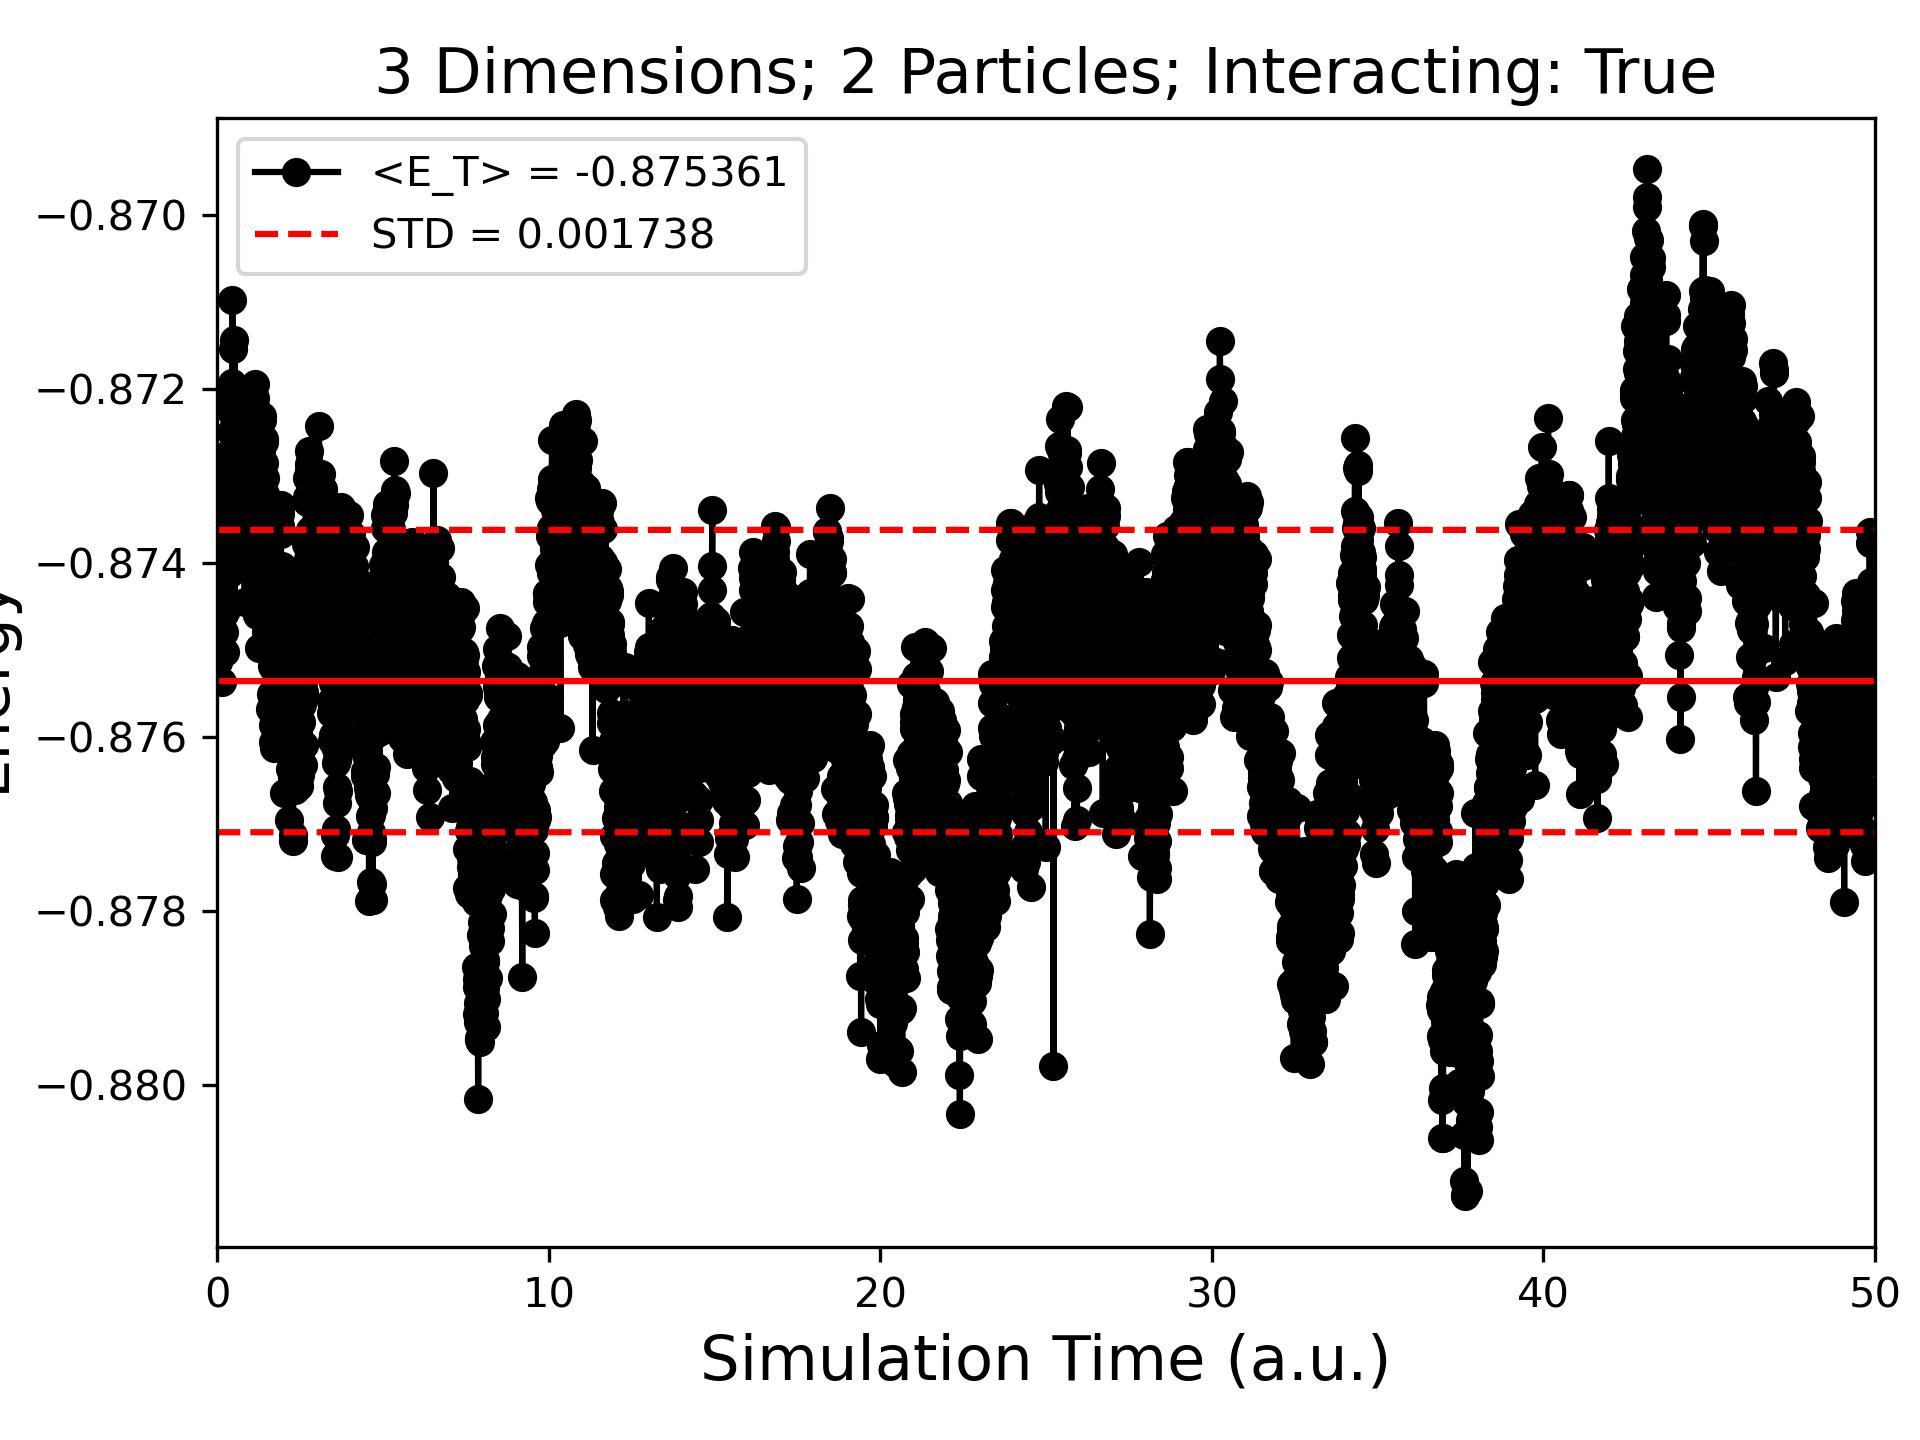 3 Dimensions; 2 Particles; Interacting: True
<E_T> = -0.875361
STD = 0.001738
Energy
−0.870
−0.872
−0.874
−0.876
−0.878
−0.880
0 10 20 30 40 50
Simulation Time (a.u.)